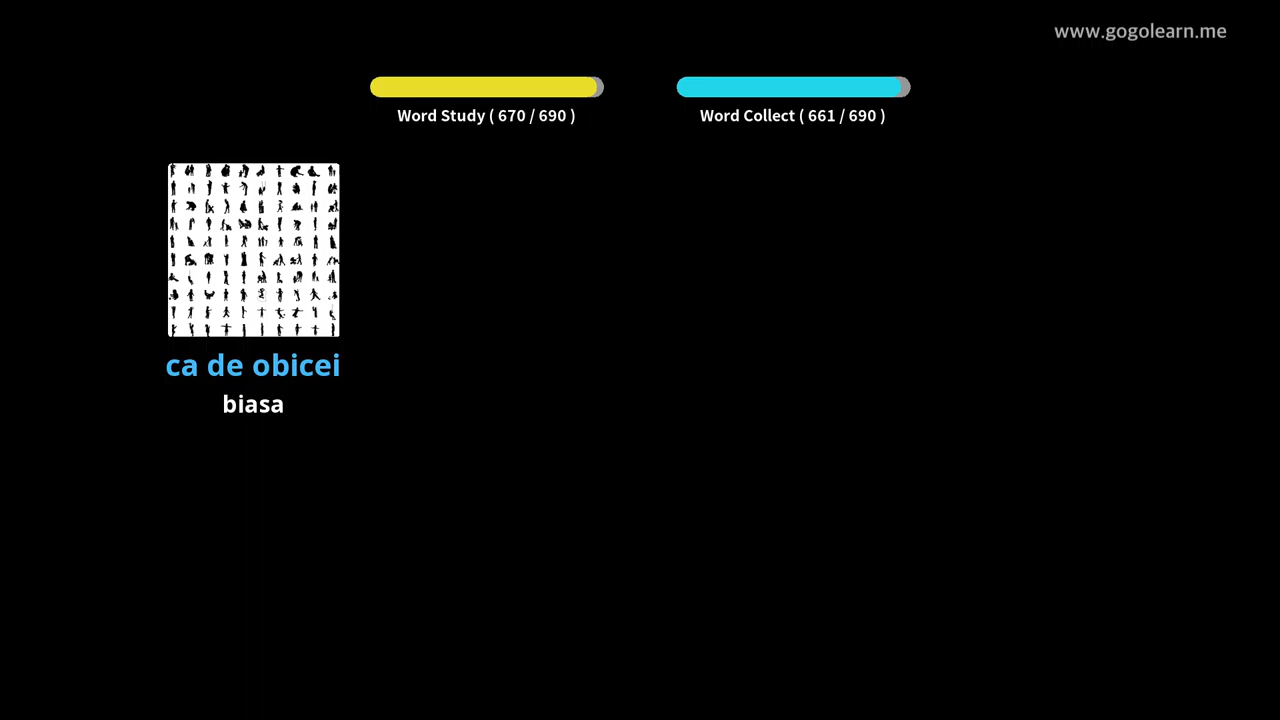 www.gogolearn.me
Word Study ( 670 / 690 )
Word Collect ( 661 / 690 )
ca de obicei
biasa